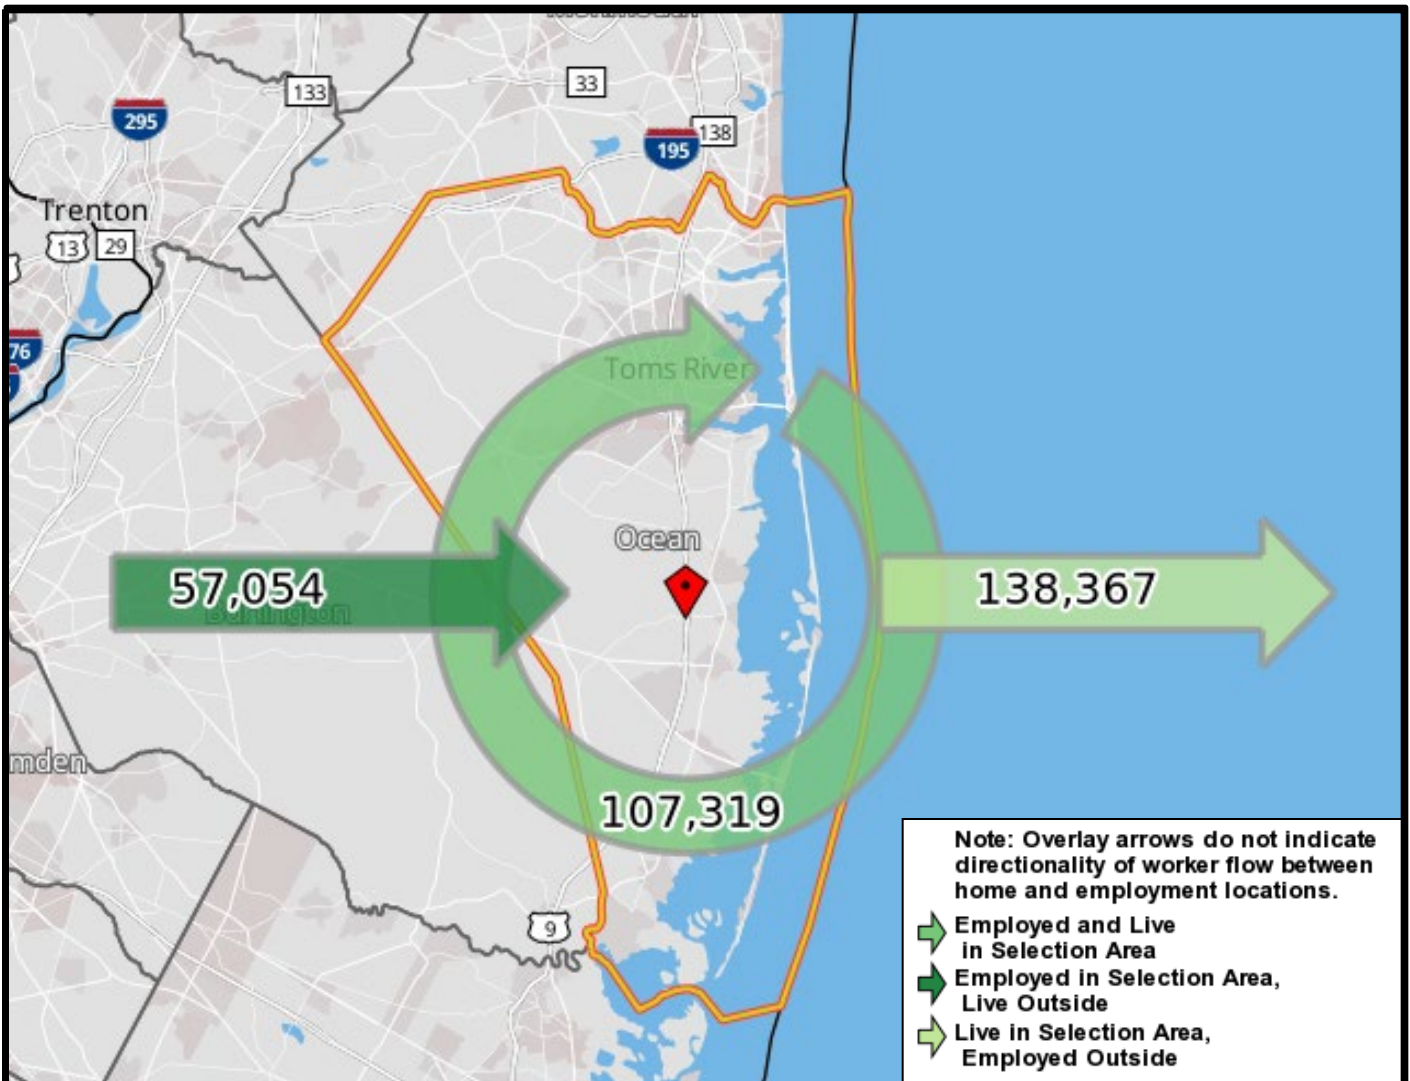 133
33
295
195
138
Trenton
13
29
76
Toms River
Ocean
57,054
138,367
Burlington
mden
107,319
9
Note: Overlay arrows do not indicate
directionality of worker flow between
home and employment locations.
Employed and Live
in Selection Area
Employed in Selection Area,
Live Outside
Live in Selection Area,
Employed Outside